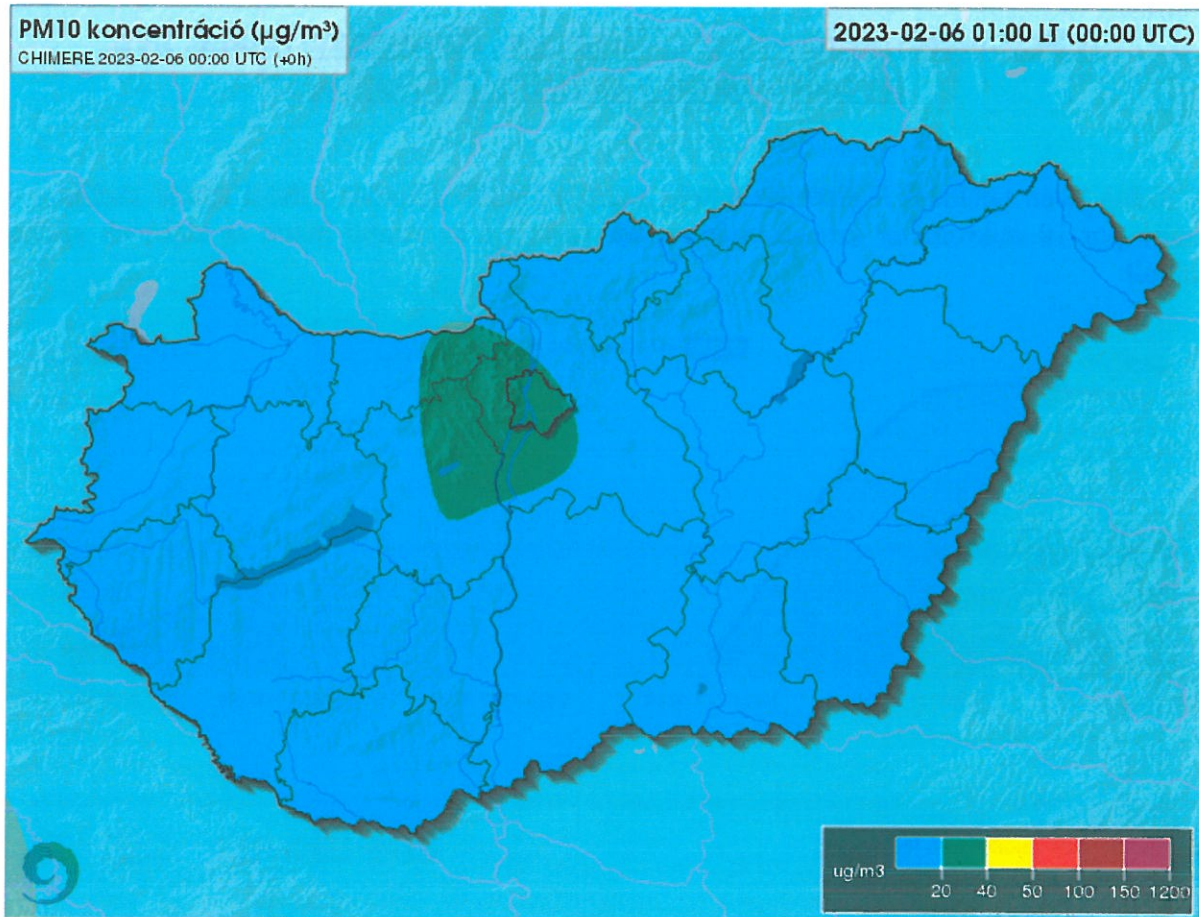 PM10 koncentráció (µg/m³)
CHIMERE 2023-02-06 00:00 UTC (+0h)
2023-02-06 01:00 LT (00:00 UTC)
ug/m3
20 40 50 100 150 1200